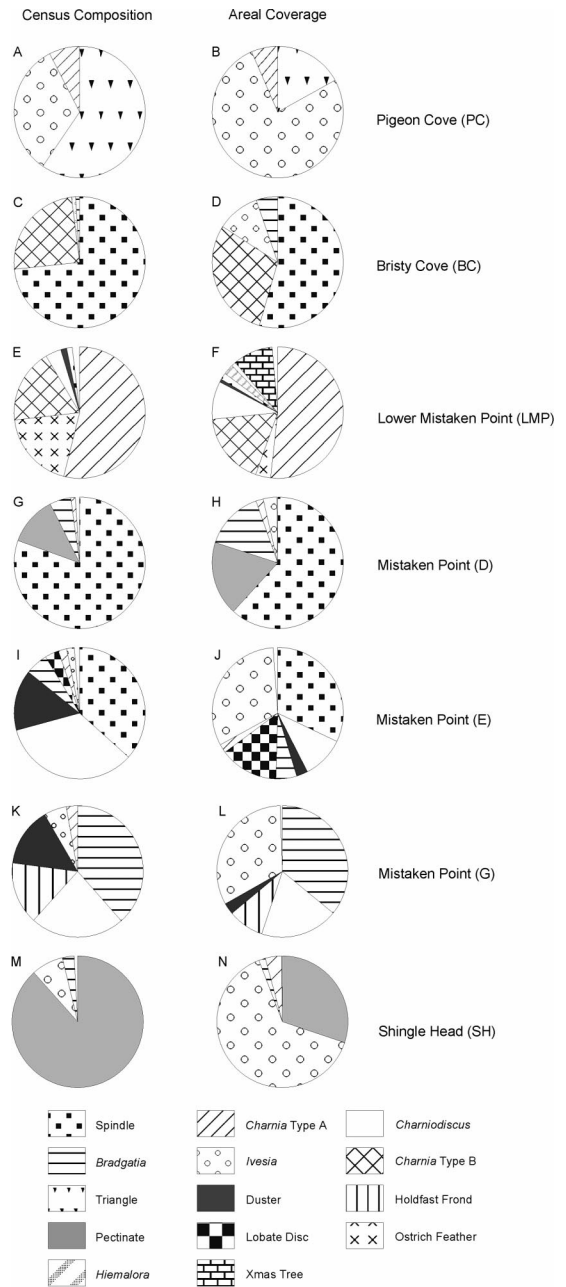 Census Composition Areal Coverage
A B
Pigeon Cove (PC)
C D
Bristy Cove (BC)
E F
Lower Mistaken Point (LMP)
G H
Mistaken Point (D)
I J
Mistaken Point (E)
K L
Mistaken Point (G)
M N
Shingle Head (SH)
Spindle Charnia Type A Charniodiscus
Bradgatia Ivesia Charnia Type B
Triangle Duster Holdfast Frond
Pectinate Lobate Disc Ostrich Feather
Hiemalora Xmas Tree